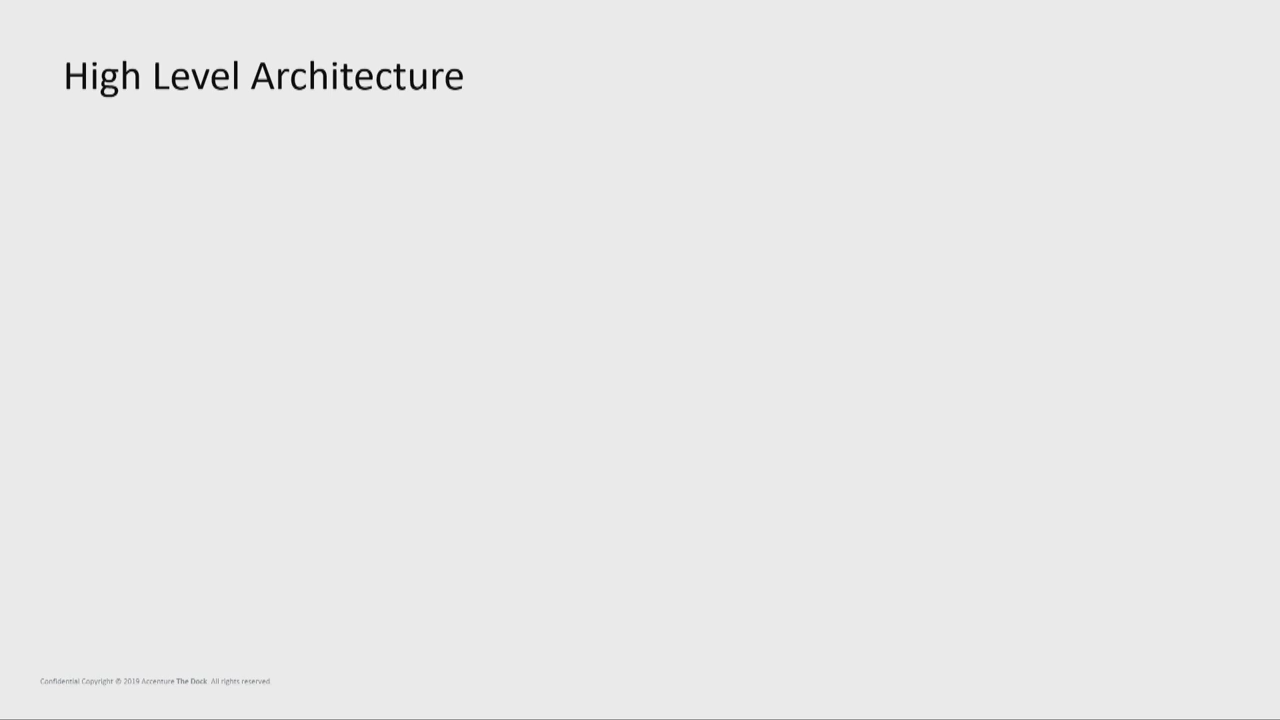 High Level Architecture
Confidential Copyright © 2019 Accenture The Dock. All rights reserved.